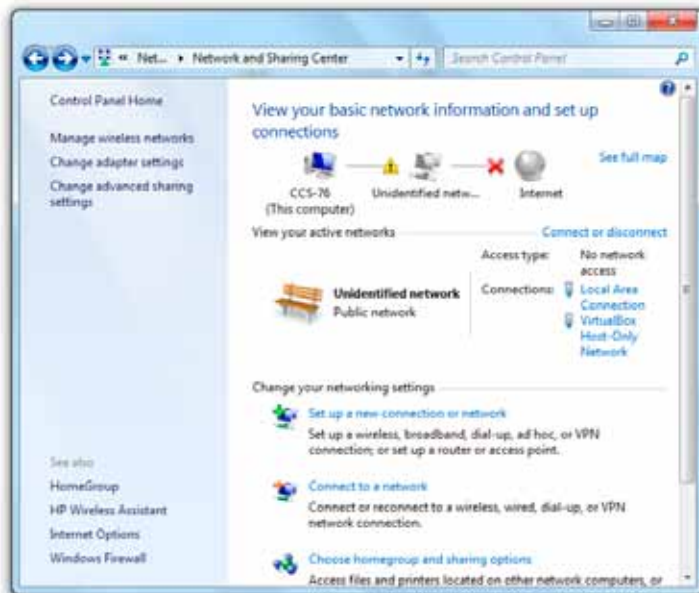 « Net... ▸ Network and Sharing Center
Search Control Panel
Control Panel Home
Manage wireless networks
Change adapter settings
Change advanced sharing
settings
See also
HomeGroup
HP Wireless Assistant
Internet Options
Windows Firewall
View your basic network information and set up
connections
See full map
CCS-76
(This computer)
Unidentified netw...
Internet
View your active networks
Connect or disconnect
Unidentified network
Public network
Access type: No network
access
Connections: Local Area
Connection
VirtualBox
Host-Only
Network
Change your networking settings
Set up a new connection or network
Set up a wireless, broadband, dial-up, ad hoc, or VPN
connection; or set up a router or access point.
Connect to a network
Connect or reconnect to a wireless, wired, dial-up, or VPN
network connection.
Choose homegroup and sharing options
Access files and printers located on other network computers, or